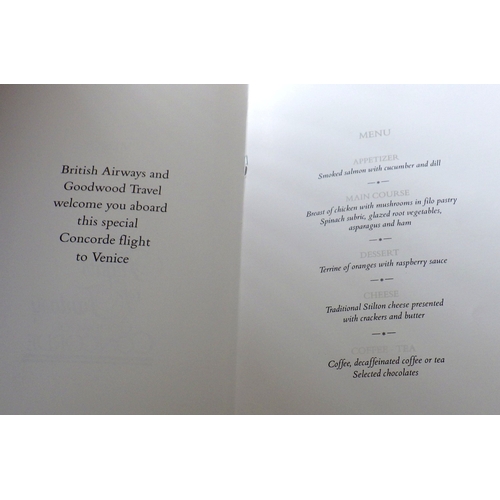 British Airways and
Goodwood Travel
welcome you aboard
this special
Concorde flight
to Venice
MENU
APPETIZER
Smoked salmon with cucumber and dill
MAIN COURSE
Breast of chicken with mushrooms in filo pastry
Spinach subric, glazed root vegetables,
asparagus and ham
DESSERT
Terrine of oranges with raspberry sauce
CHEESE
Traditional Stilton cheese presented
with crackers and butter
COFFEE - TEA
Coffee, decaffeinated coffee or tea
Selected chocolates